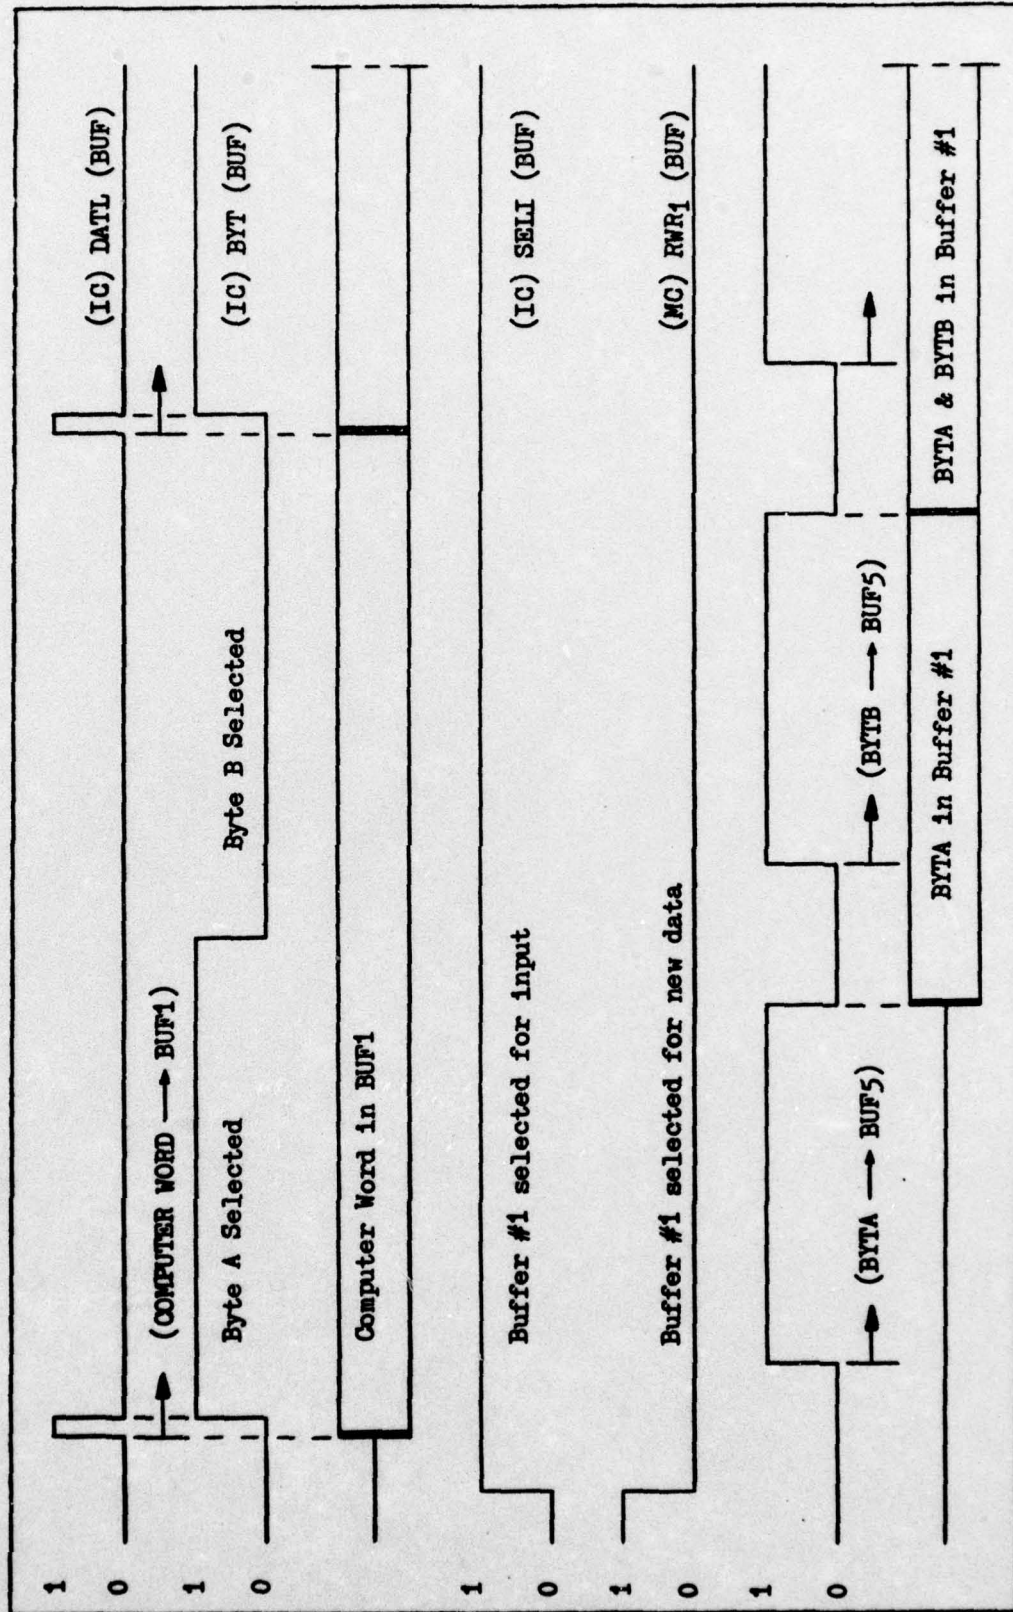 1
0
(IC) DATL (BUF)
(COMPUTER WORD → BUF1)
1
0
Byte A Selected
Byte B Selected
(IC) BYT (BUF)
Computer Word in BUF1
1
0
Buffer #1 selected for input
(IC) SELI (BUF)
1
0
Buffer #1 selected for new data
(MC) RWR1 (BUF)
1
0
(BYTA → BUF5)
(BYTB → BUF5)
BYTA in Buffer #1
BYTA & BYTB in Buffer #1